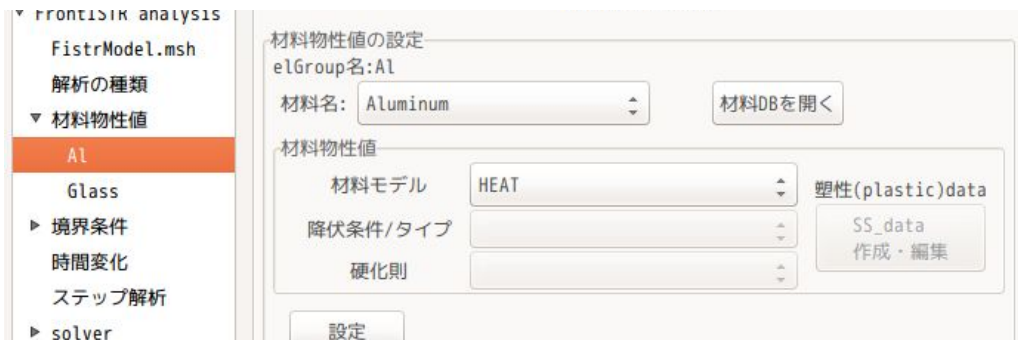 ▼ FrontISTR analysis
FistrModel.msh
解析の種類
▼ 材料物性値
Al
Glass
▶ 境界条件
時間変化
ステップ解析
▶ solver
材料物性値の設定
elGroup名:Al
材料名: Aluminum 材料DBを開く
材料物性値
材料モデル HEAT 塑性(plastic)data
降伏条件/タイプ SS_data
作成・編集
硬化則
設定